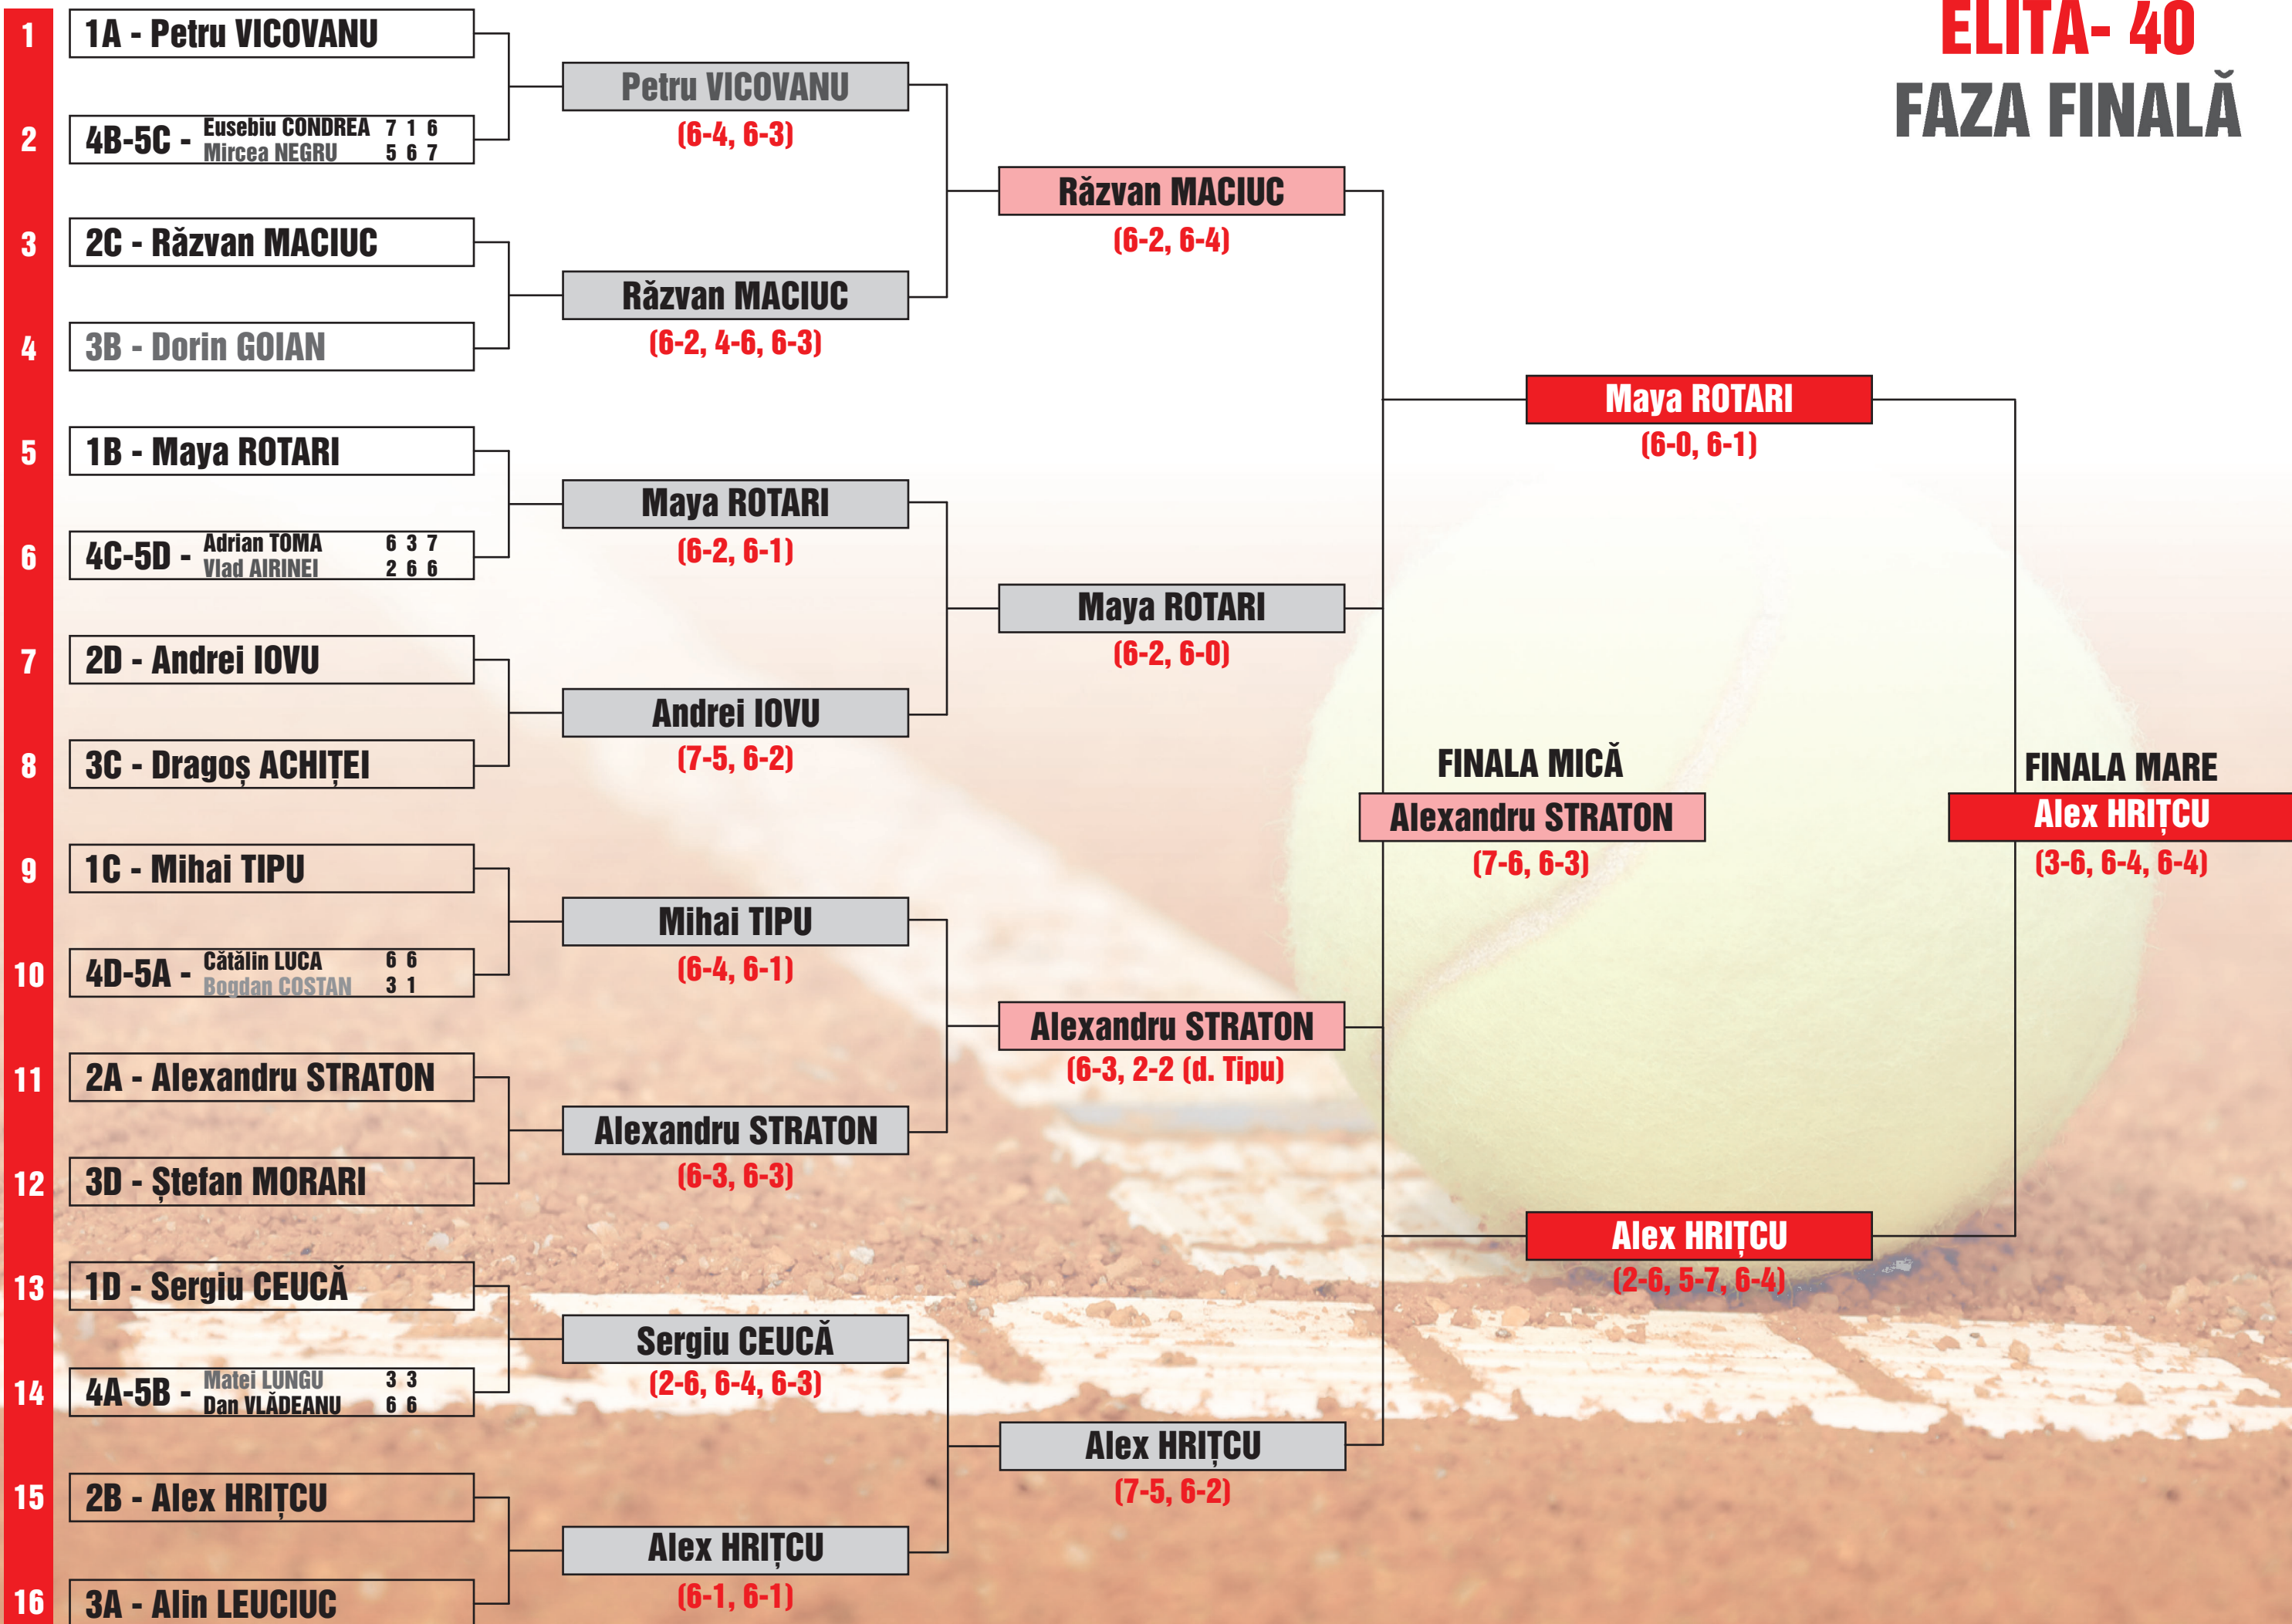 ELITA- 40
FAZA FINALĂ
1
1A - Petru VICOVANU
2
4B-5C - Eusebiu CONDREA 7 1 6
Mircea NEGRU 5 6 7
3
2C - Răzvan MACIUC
4
3B - Dorin GOIAN
5
1B - Maya ROTARI
6
4C-5D - Adrian TOMA 6 3 7
Vlad AIRINEI 2 6 6
7
2D - Andrei IOVU
8
3C - Dragoș ACHIȚEI
9
1C - Mihai TIPU
10
4D-5A - Cătălin LUCA 6 6
Bogdan COSTAN 3 1
11
2A - Alexandru STRATON
12
3D - Ștefan MORARI
13
1D - Sergiu CEUCĂ
14
4A-5B - Matei LUNGU 3 3
Dan VLĂDEANU 6 6
15
2B - Alex HRIȚCU
16
3A - Alin LEUCIUC
Petru VICOVANU
(6-4, 6-3)
Răzvan MACIUC
(6-2, 4-6, 6-3)
Maya ROTARI
(6-2, 6-1)
Andrei IOVU
(7-5, 6-2)
Mihai TIPU
(6-4, 6-1)
Alexandru STRATON
(6-3, 6-3)
Sergiu CEUCĂ
(2-6, 6-4, 6-3)
Alex HRIȚCU
(6-1, 6-1)
Răzvan MACIUC
(6-2, 6-4)
Maya ROTARI
(6-2, 6-0)
Alexandru STRATON
(6-3, 2-2 (d. Tipu)
Alex HRIȚCU
(7-5, 6-2)
Maya ROTARI
(6-0, 6-1)
FINALA MICĂ
Alexandru STRATON
(7-6, 6-3)
Alex HRIȚCU
(2-6, 5-7, 6-4)
FINALA MARE
Alex HRIȚCU
(3-6, 6-4, 6-4)